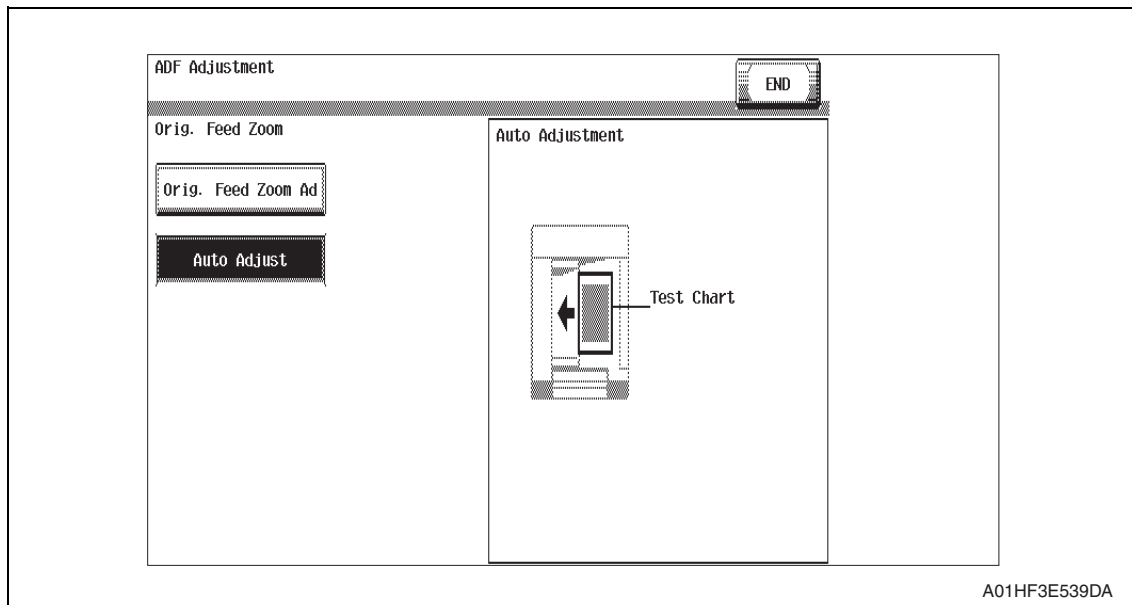 ADF Adjustment
END
Orig. Feed Zoom
Orig. Feed Zoom Ad
Auto Adjust
Auto Adjustment
Test Chart
A01HF3E539DA